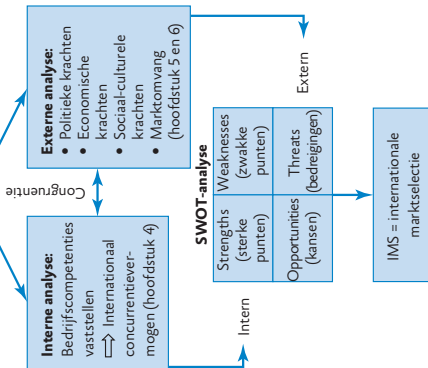 Interne analyse:
Bedrijfscompetenties
vaststellen
⇨ Internationaal
concurrentiever-
mogen (hoofdstuk 4)
Congruentie
Externe analyse:
• Politieke krachten
• Economische
krachten
• Sociaal-culturele
krachten
• Marktomvang
(hoofdstuk 5 en 6)
Intern
Extern
SWOT-analyse
Strengths
(sterke
punten)
Weaknesses
(zwakke
punten)
Opportunities
(kansen)
Threats
(bedreigingen)
IMS = internationale
marktselectie